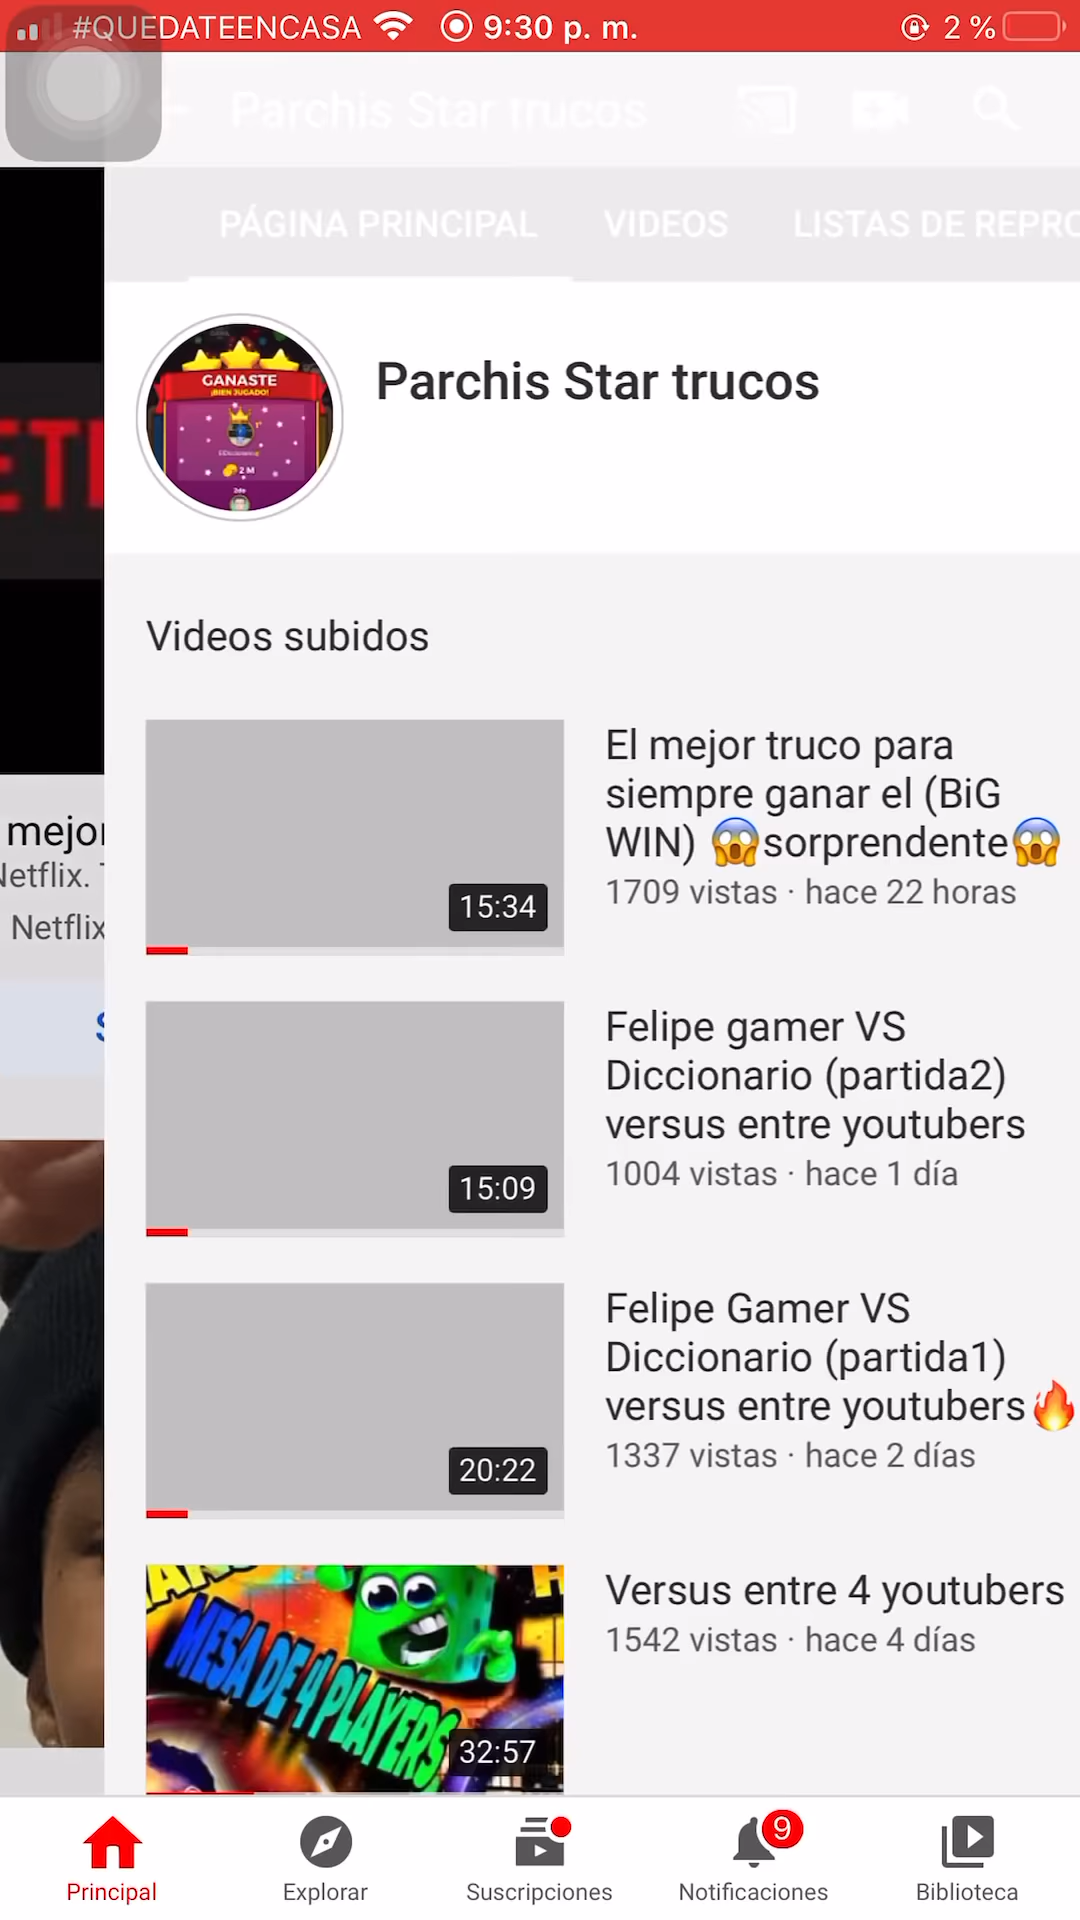 #QUEDATEENCASA 9:30 p. m. 2 %
Parchis Star trucos
PÁGINA PRINCIPAL VIDEOS LISTAS DE REPRO
GANASTE
¡BIEN JUGADO!
2 M
Parchis Star trucos
ETF
Videos subidos
15:34
El mejor truco para
siempre ganar el (BiG
WIN) 😱sorprendente😱
1709 vistas · hace 22 horas
mejor
Netflix.
Netflix
S
15:09
Felipe gamer VS
Diccionario (partida2)
versus entre youtubers
1004 vistas · hace 1 día
20:22
Felipe Gamer VS
Diccionario (partida1)
versus entre youtubers🔥
1337 vistas · hace 2 días
MESA DE 4 PLAYERS
32:57
Versus entre 4 youtubers
1542 vistas · hace 4 días
9
Principal Explorar Suscripciones Notificaciones Biblioteca